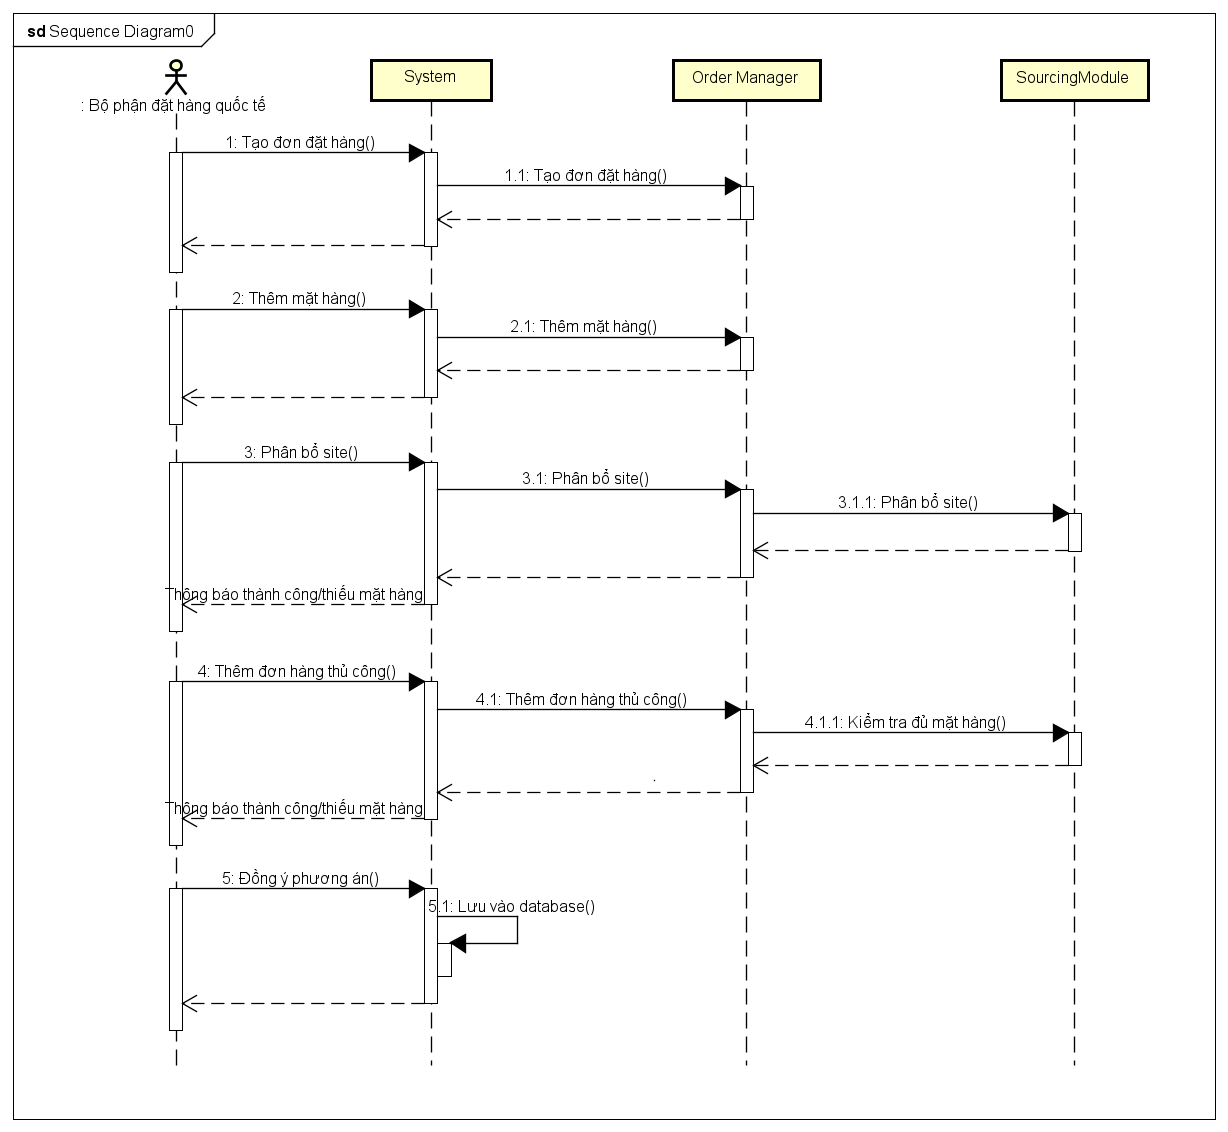 sd Sequence Diagram0
: Bộ phận đặt hàng quốc tế
System
Order Manager
SourcingModule
1: Tạo đơn đặt hàng()
1.1: Tạo đơn đặt hàng()
2: Thêm mặt hàng()
2.1: Thêm mặt hàng()
3: Phân bổ site()
3.1: Phân bổ site()
3.1.1: Phân bổ site()
Thông báo thành công/thiếu mặt hàng
4: Thêm đơn hàng thủ công()
4.1: Thêm đơn hàng thủ công()
4.1.1: Kiểm tra đủ mặt hàng()
.
Thông báo thành công/thiếu mặt hàng
5: Đồng ý phương án()
5.1: Lưu vào database()